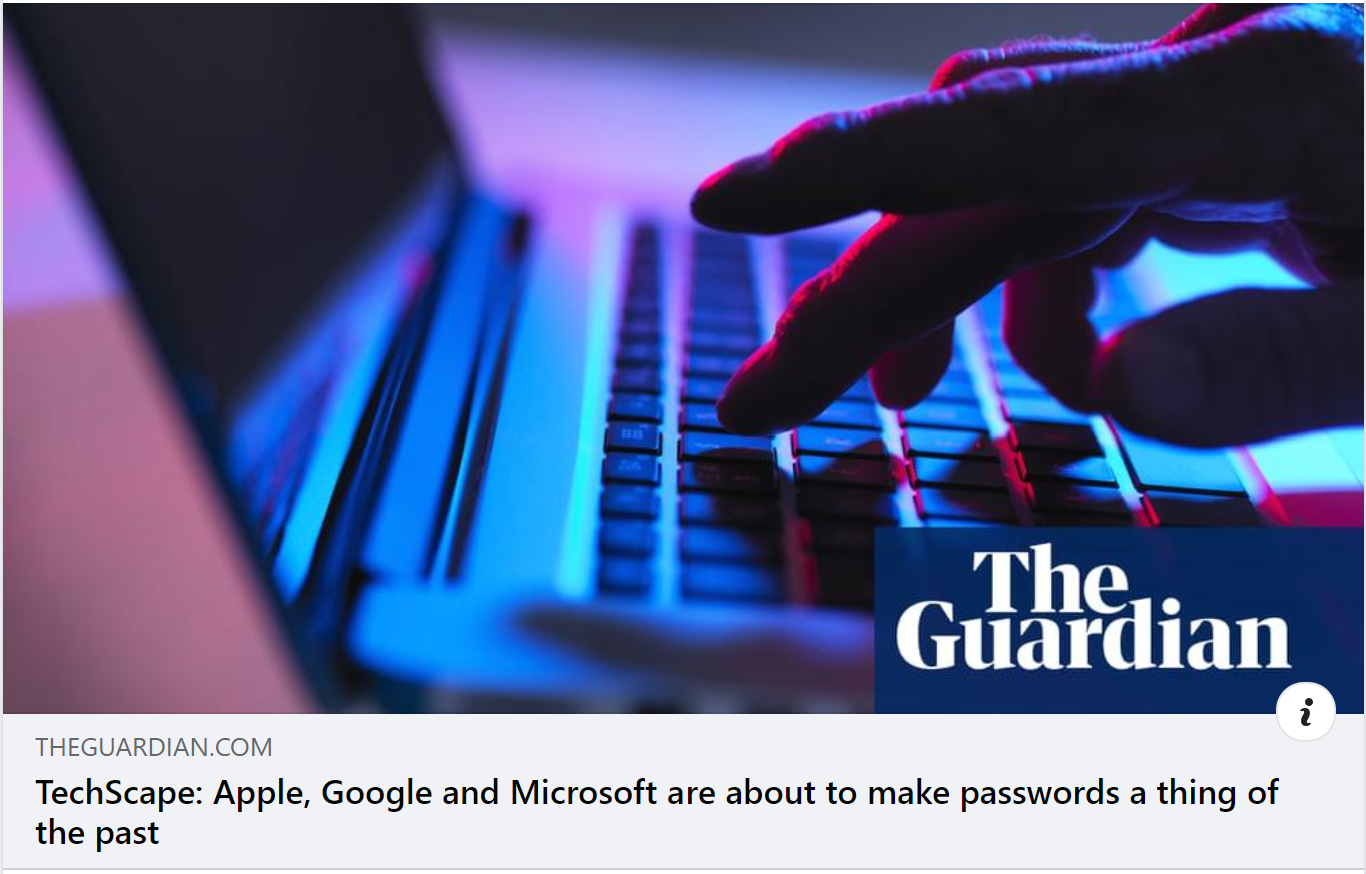 The
Guardian
i
THEGUARDIAN.COM
TechScape: Apple, Google and Microsoft are about to make passwords a thing of
the past